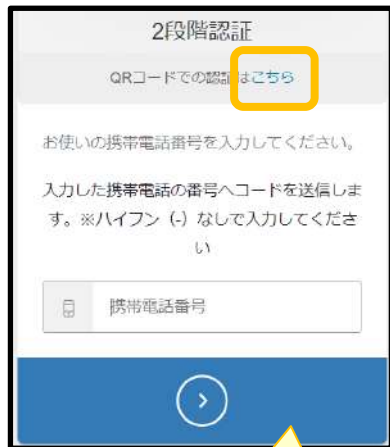 2段階認証
QRコードでの認証はこちら
お使いの携帯電話番号を入力してください。
入力した携帯電話の番号へコードを送信しま
す。※ハイフン（-）なしで入力してくださ
い
携帯電話番号